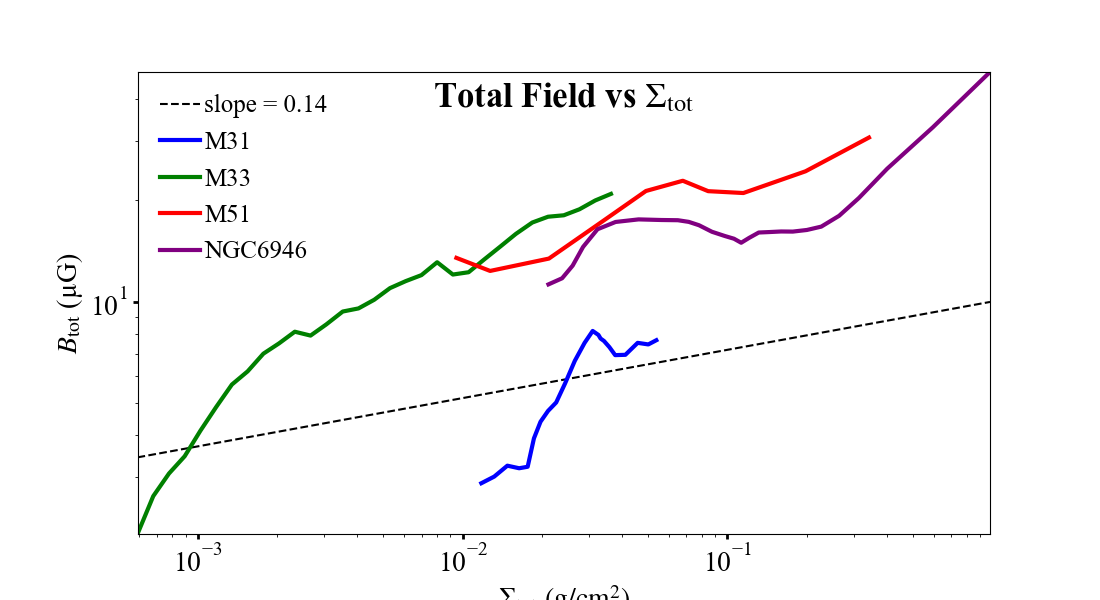 Total Field vs Σtot
slope = 0.14
M31
M33
M51
NGC6946
Btot (μG)
10¹
10⁻³
10⁻²
10⁻¹
(g/cm²)